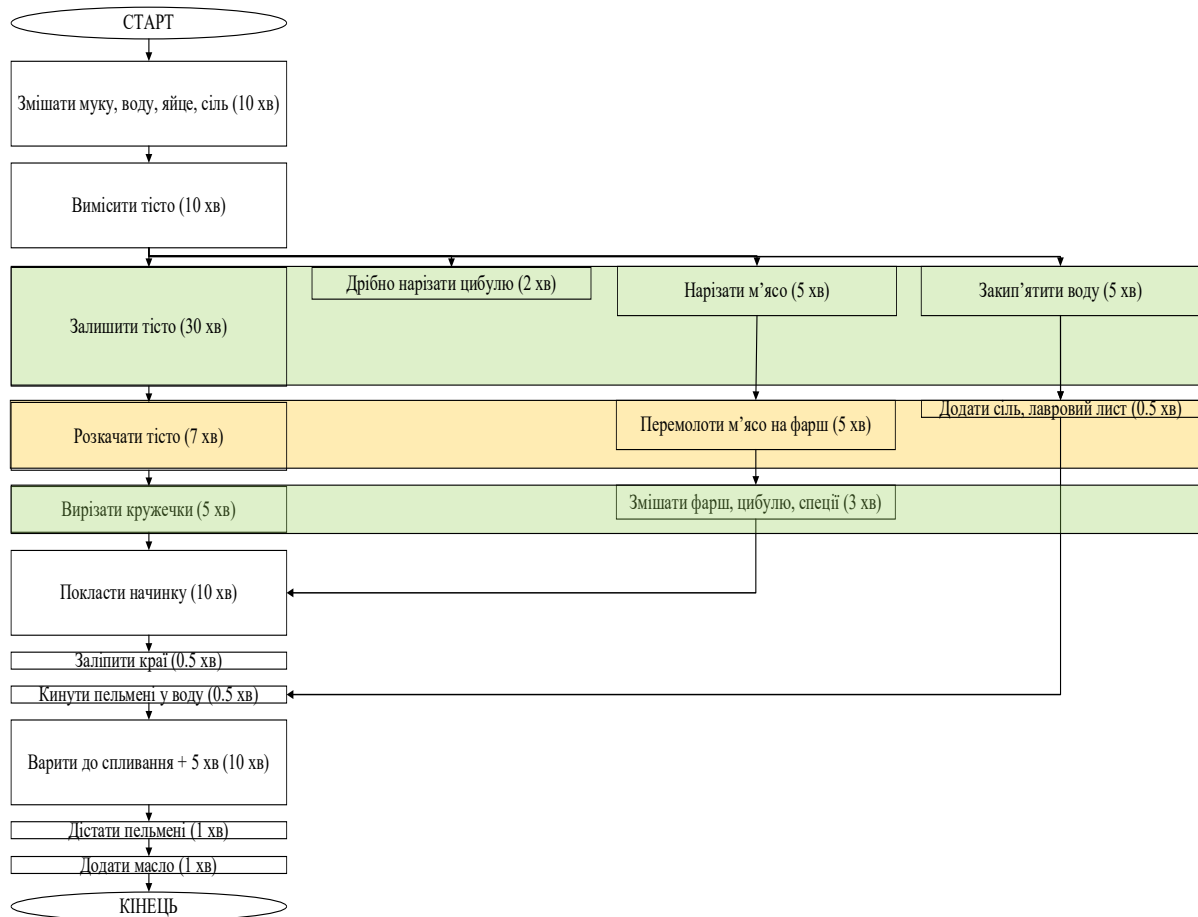 СТАРТ
Змішати муку, воду, яйце, сіль (10 хв)
Вимісити тісто (10 хв)
Залишити тісто (30 хв)
Дрібно нарізати цибулю (2 хв)
Нарізати м’ясо (5 хв)
Закип’ятити воду (5 хв)
Розкачати тісто (7 хв)
Перемолоти м’ясо на фарш (5 хв)
Додати сіль, лавровий лист (0.5 хв)
Вирізати кружечки (5 хв)
Змішати фарш, цибулю, спеції (3 хв)
Покласти начинку (10 хв)
Заліпити краї (0.5 хв)
Кинути пельмені у воду (0.5 хв)
Варити до спливання + 5 хв (10 хв)
Дістати пельмені (1 хв)
Додати масло (1 хв)
КІНЕЦЬ